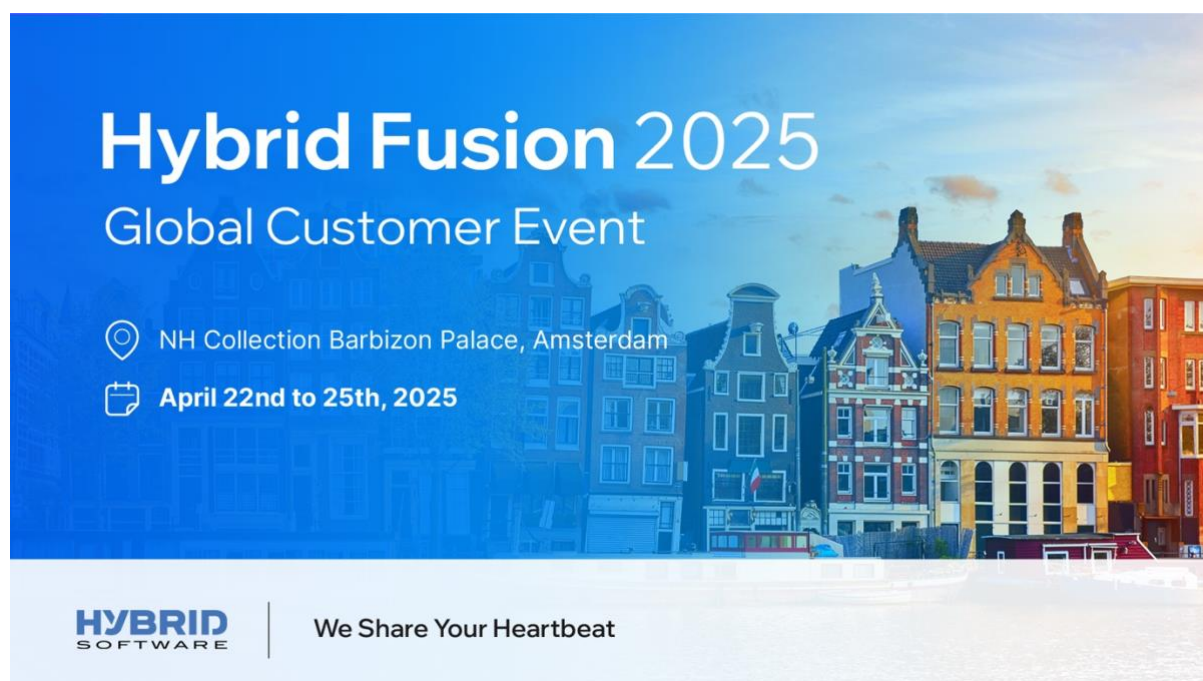 Hybrid Fusion 2025
Global Customer Event
NH Collection Barbizon Palace, Amsterdam
April 22nd to 25th, 2025
HYBRID
SOFTWARE
We Share Your Heartbeat